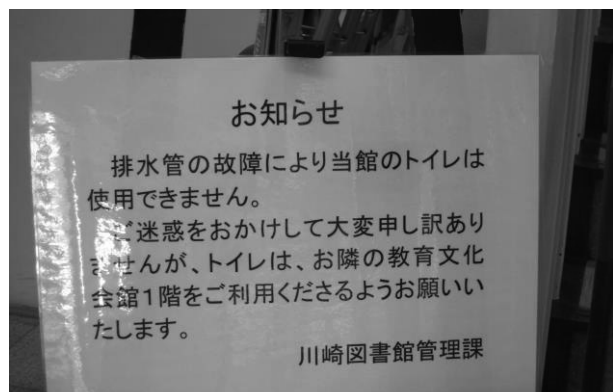 お知らせ
排水管の故障により当館のトイレは
使用できません。
ご迷惑をおかけして大変申し訳あり
ませんが、トイレは、お隣の教育文化
会館1階をご利用くださるようお願いい
たします。
川崎図書館管理課